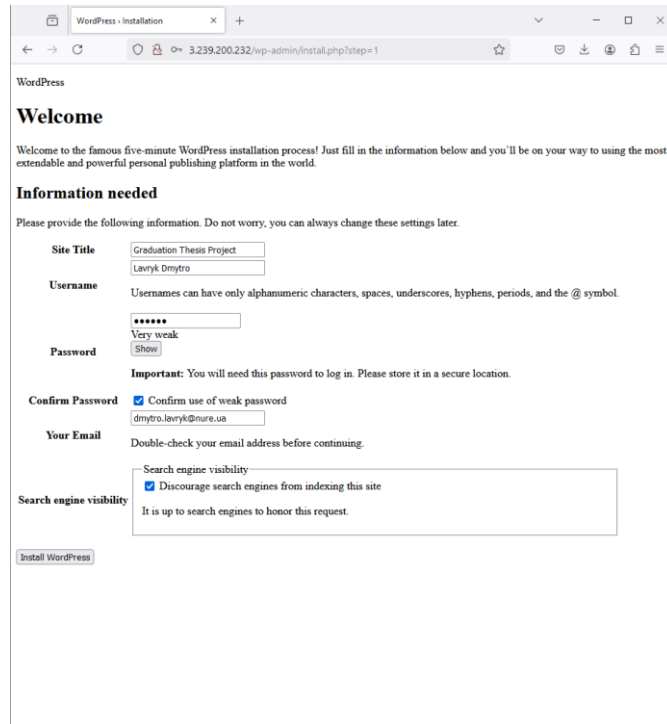 WordPress › Installation
3.239.200.232/wp-admin/install.php?step=1
WordPress
Welcome
Welcome to the famous five-minute WordPress installation process! Just fill in the information below and you'll be on your way to using the most
extendable and powerful personal publishing platform in the world.
Information needed
Please provide the following information. Do not worry, you can always change these settings later.
Site Title Graduation Thesis Project
Lavryk Dmytro
Username
Usernames can have only alphanumeric characters, spaces, underscores, hyphens, periods, and the @ symbol.
••••••
Very weak
Password Show
Important: You will need this password to log in. Please store it in a secure location.
Confirm Password Confirm use of weak password
dmytro.lavryk@nure.ua
Your Email
Double-check your email address before continuing.
Search engine visibility
Discourage search engines from indexing this site
Search engine visibility
It is up to search engines to honor this request.
Install WordPress